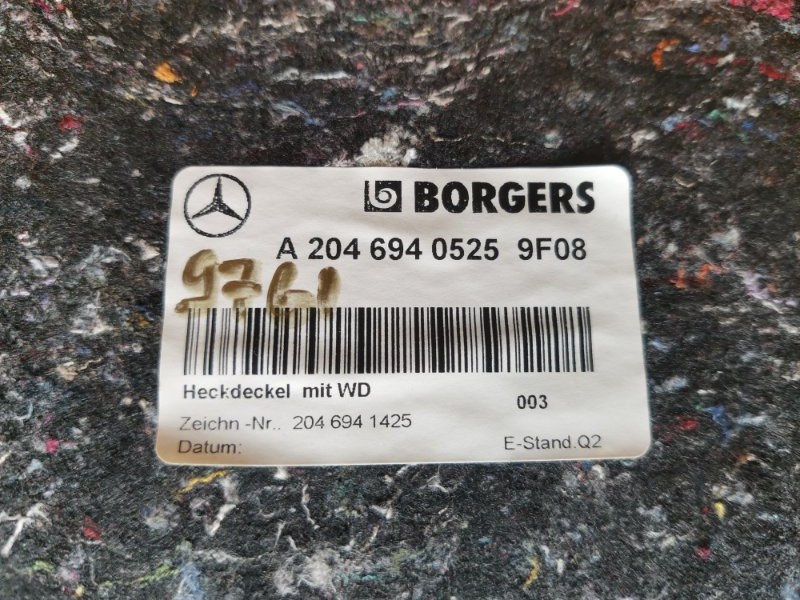 BORGERS
A 204 694 0525 9F08
9761
Heckdeckel mit WD
003
Zeichn -Nr.. 204 694 1425
Datum:
E-Stand.Q2